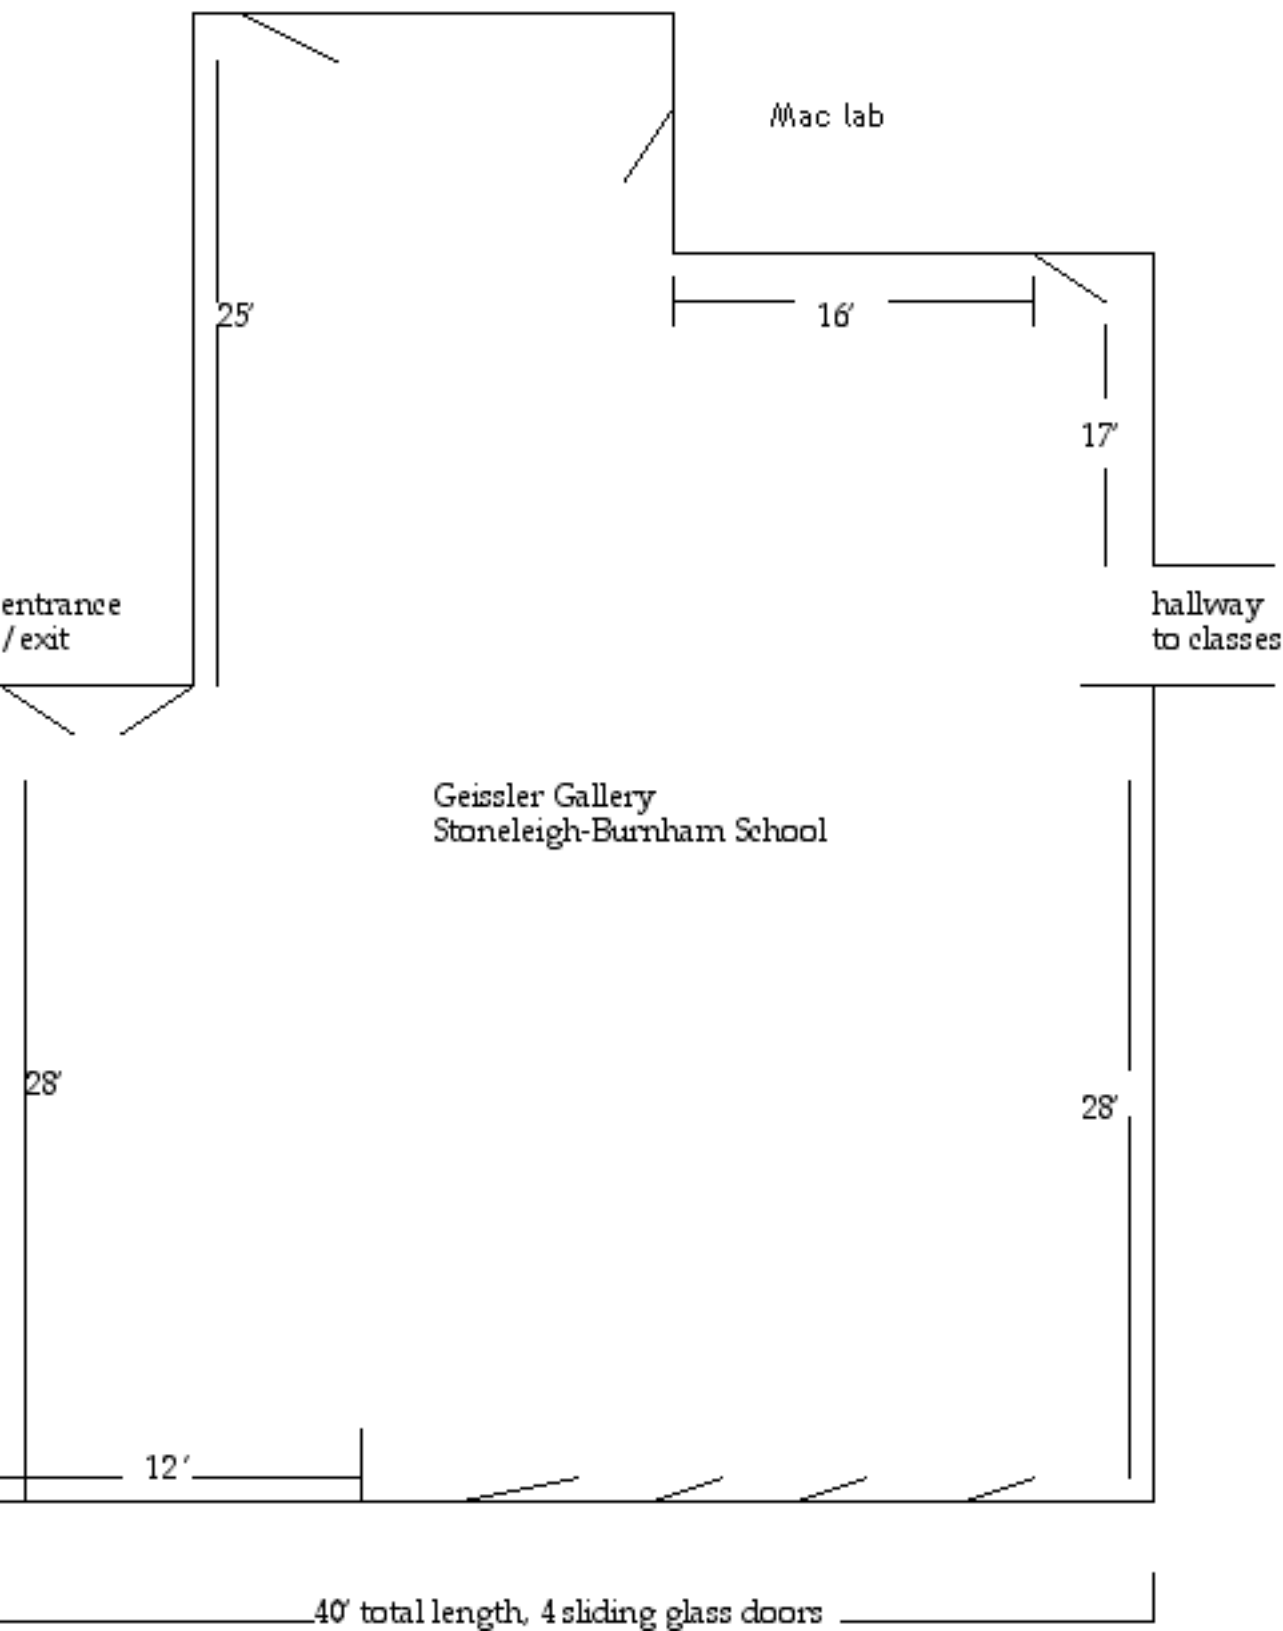 Mac lab
25'
16'
17'
entrance
/exit
hallway
to classes
Geissler Gallery
Stoneleigh-Burnham School
28'
28'
12'
40' total length, 4 sliding glass doors